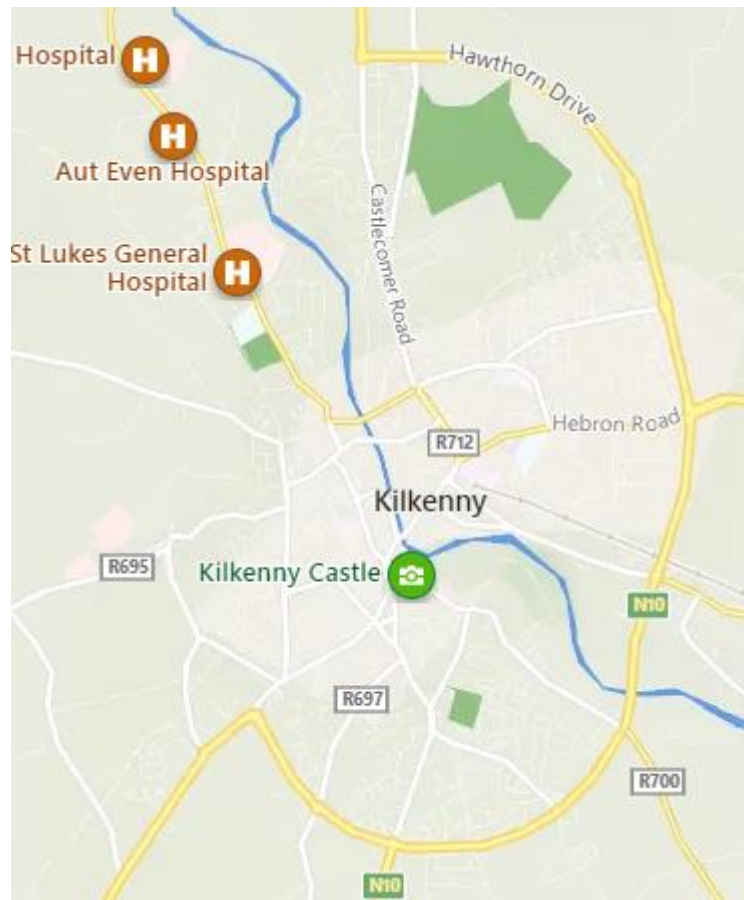 Hospital
H
Hawthorn Drive
H
Aut Even Hospital
Castlecomer Road
St Lukes General
Hospital
H
Hebron Road
R712
Kilkenny
R695
Kilkenny Castle
N10
R697
R700
N10